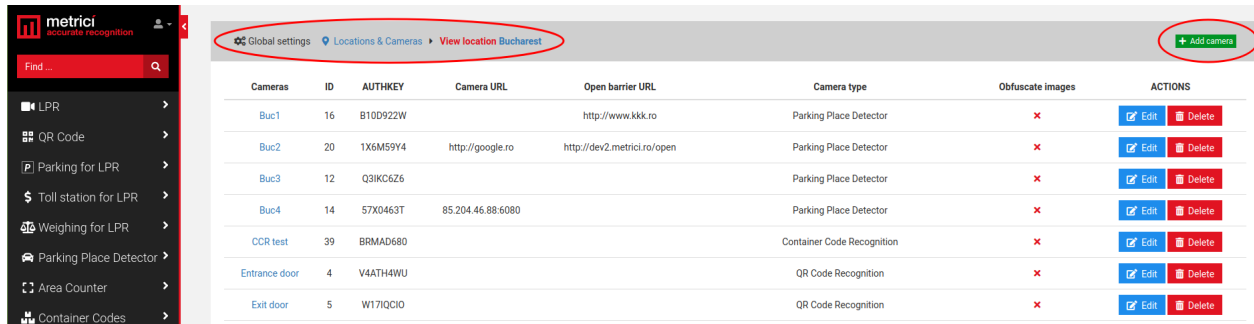 metrici
accurate recognition
Find ...
LPR
QR Code
Parking for LPR
Toll station for LPR
Weighing for LPR
Parking Place Detector
Area Counter
Container Codes
Global settings Locations & Cameras View location Bucharest
+ Add camera
Cameras ID AUTHKEY Camera URL Open barrier URL Camera type Obfuscate images ACTIONS
Buc1 16 B10D922W http://www.kkk.ro Parking Place Detector Edit Delete
Buc2 20 1X6M59Y4 http://google.ro http://dev2.metrici.ro/open Parking Place Detector Edit Delete
Buc3 12 Q3IKC6Z6 Parking Place Detector Edit Delete
Buc4 14 57X0463T 85.204.46.88:6080 Parking Place Detector Edit Delete
CCR test 39 BRMAD680 Container Code Recognition Edit Delete
Entrance door 4 V4ATH4WU QR Code Recognition Edit Delete
Exit door 5 W17IQCIO QR Code Recognition Edit Delete